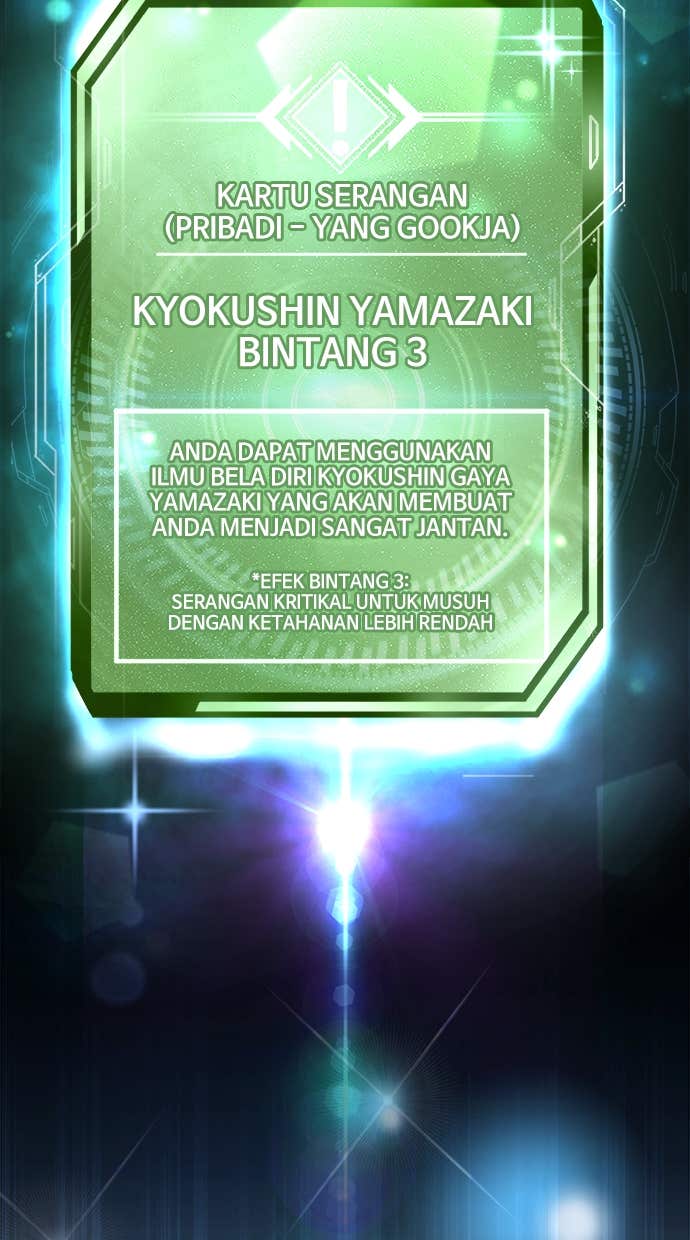 !
KARTU SERANGAN
(PRIBADI - YANG GOOKJA)
KYOKUSHIN YAMAZAKI
BINTANG 3
ANDA DAPAT MENGGUNAKAN
ILMU BELA DIRI KYOKUSHIN GAYA
YAMAZAKI YANG AKAN MEMBUAT
ANDA MENJADI SANGAT JANTAN.
*EFEK BINTANG 3:
SERANGAN KRITIKAL UNTUK MUSUH
DENGAN KETAHANAN LEBIH RENDAH